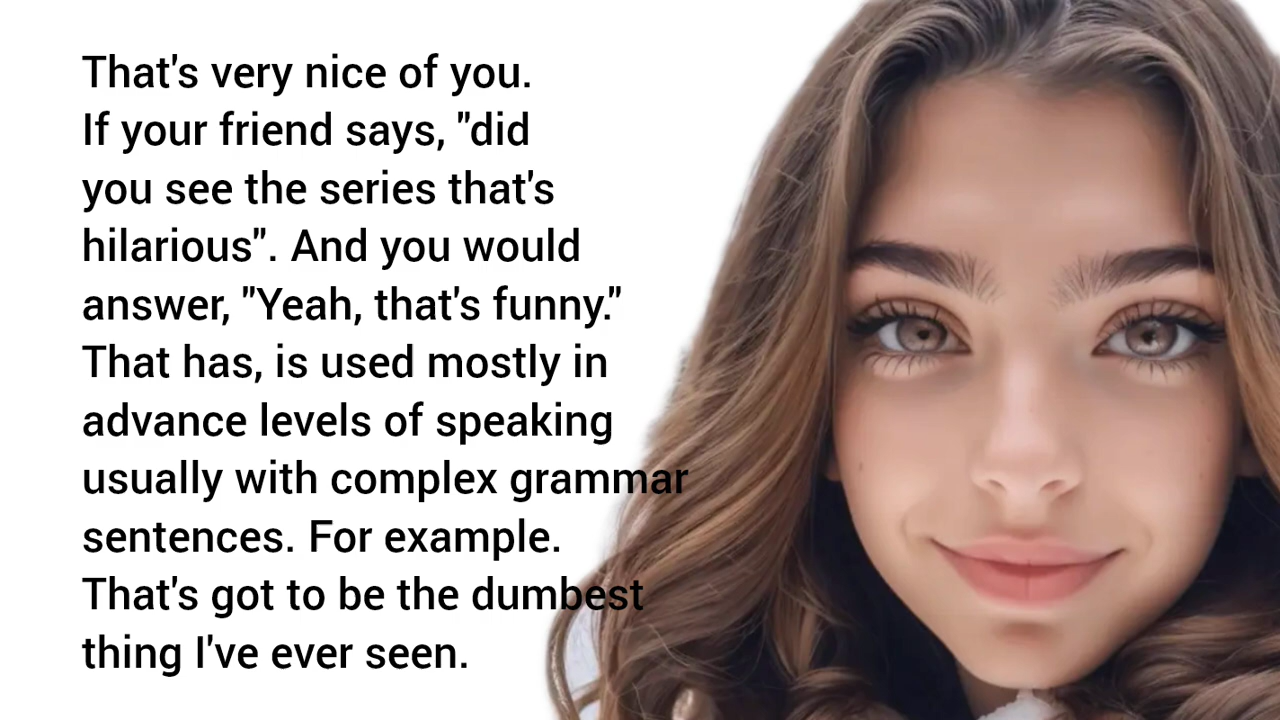 That's very nice of you.
If your friend says, "did
you see the series that's
hilarious". And you would
answer, "Yeah, that's funny."
That has, is used mostly in
advance levels of speaking
usually with complex grammar
sentences. For example.
That's got to be the dumbest
thing I've ever seen.